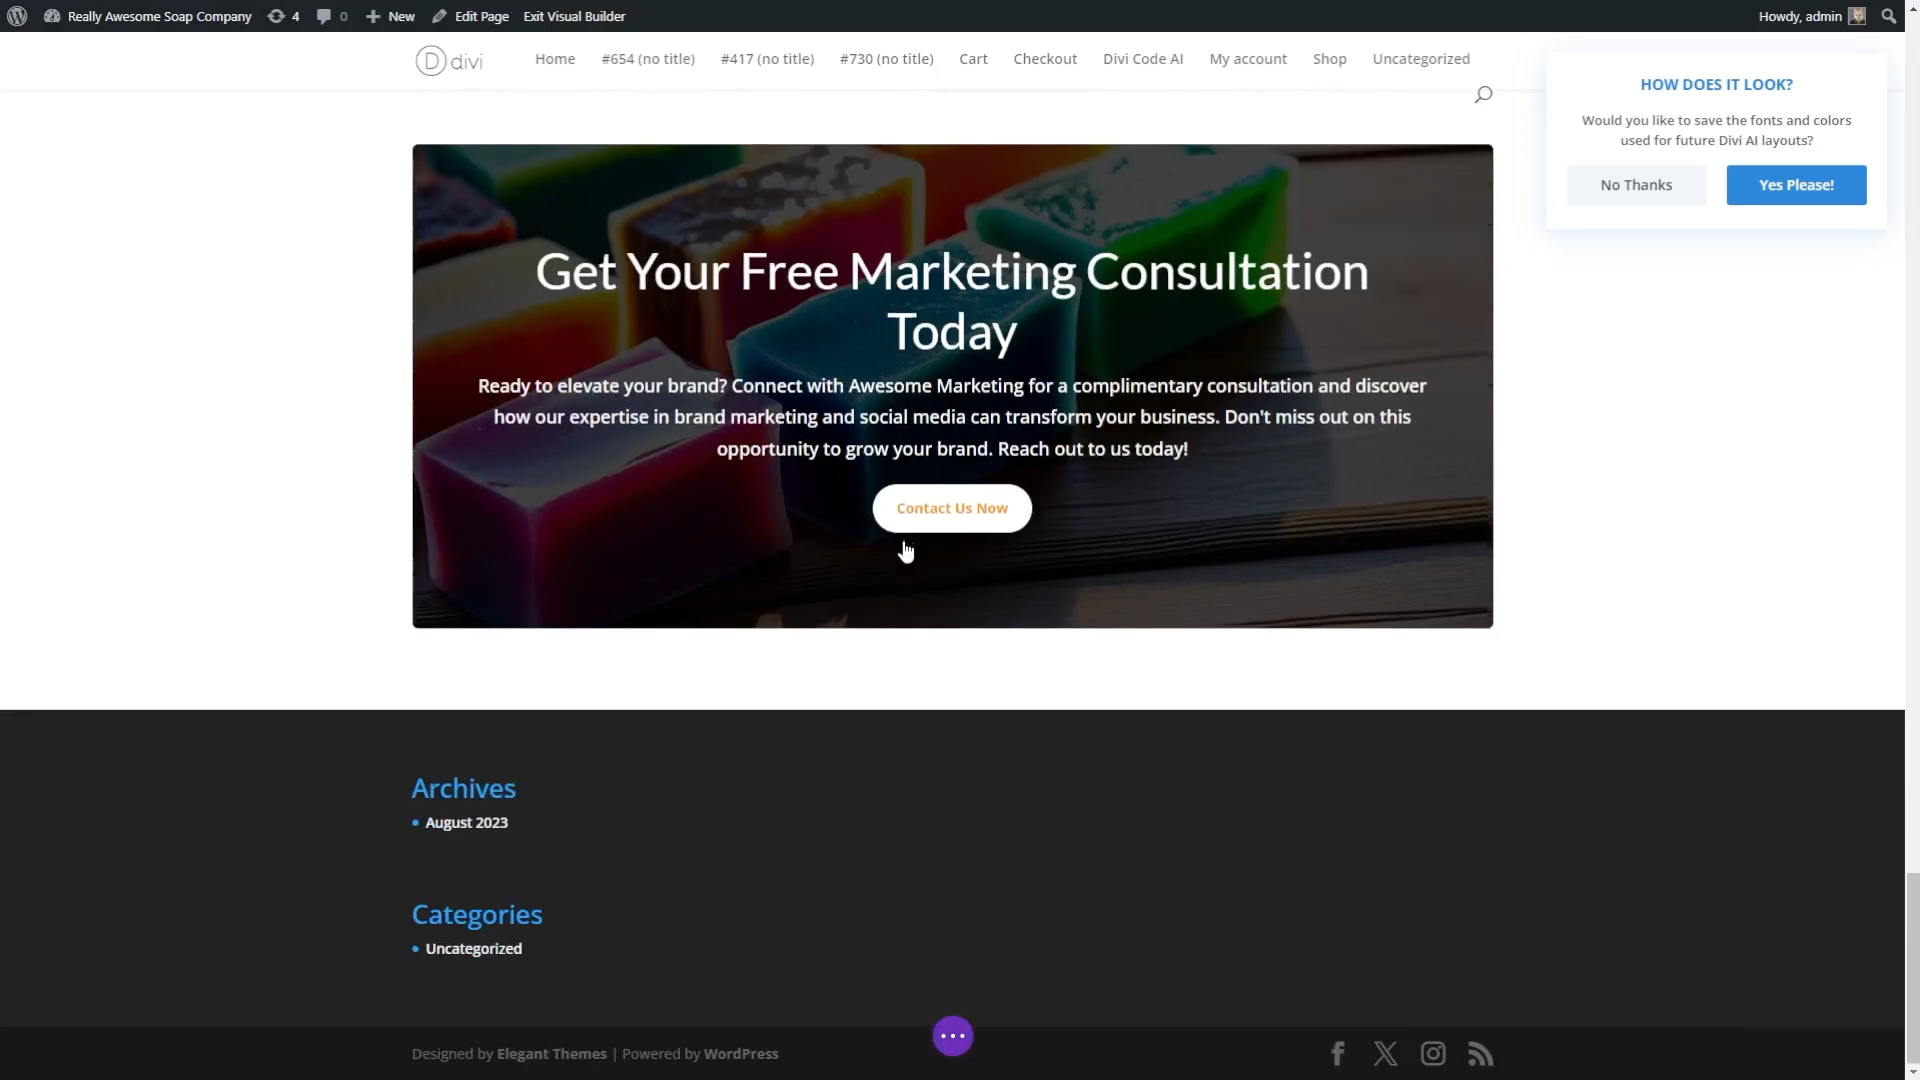 Really Awesome Soap Company 4 0 New Edit Page Exit Visual Builder Howdy, admin
D divi Home #654 (no title) #417 (no title) #730 (no title) Cart Checkout Divi Code AI My account Shop Uncategorized
HOW DOES IT LOOK?
Would you like to save the fonts and colors
used for future Divi AI layouts?
No Thanks Yes Please!
Get Your Free Marketing Consultation
Today
Ready to elevate your brand? Connect with Awesome Marketing for a complimentary consultation and discover
how our expertise in brand marketing and social media can transform your business. Don't miss out on this
opportunity to grow your brand. Reach out to us today!
Contact Us Now
Archives
August 2023
Categories
Uncategorized
Designed by Elegant Themes | Powered by WordPress